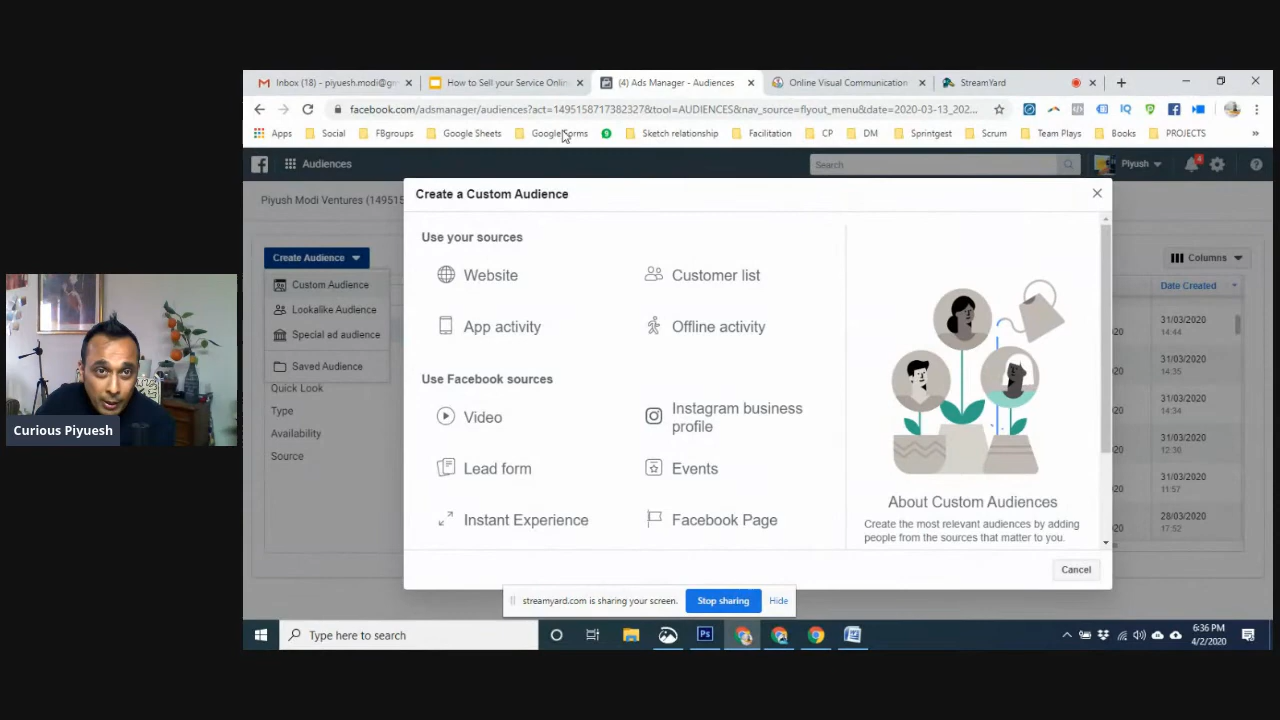 Inbox (18) - piyuesh.modi@gm
How to Sell your Service Onlin
(4) Ads Manager - Audiences
Online Visual Communication
StreamYard
facebook.com/adsmanager/audiences?act=1495158717382327&tool=AUDIENCES&nav_source=flyout_menu&date=2020-03-13_202...
Apps
Social
FBgroups
Google Sheets
Google Forms
Sketch relationship
Facilitation
CP
DM
Sprintgest
Scrum
Team Plays
Books
PROJECTS
Audiences
Search
Piyush
Piyush Modi Ventures (149515
Create Audience
Custom Audience
Lookalike Audience
Special ad audience
Saved Audience
Quick Look
Type
Availability
Source
Create a Custom Audience
Use your sources
Website
Customer list
App activity
Offline activity
Use Facebook sources
Video
Instagram business
profile
Lead form
Events
Instant Experience
Facebook Page
About Custom Audiences
Create the most relevant audiences by adding
people from the sources that matter to you.
Cancel
Columns
Date Created
20
31/03/2020
14:44
20
31/03/2020
14:35
20
31/03/2020
14:34
20
31/03/2020
12:36
20
31/03/2020
11:57
20
28/03/2020
17:52
streamyard.com is sharing your screen.
Stop sharing
Hide
Curious Piyuesh
Type here to search
Ps
6:36 PM
4/2/2020